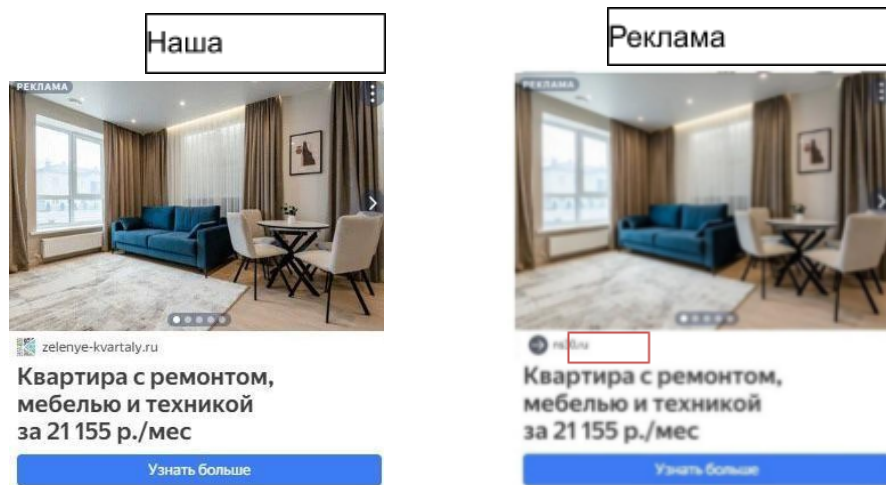 Наша
РЕКЛАМА
zelenye-kvartaly.ru
Квартира с ремонтом,
мебелью и техникой
за 21 155 р./мес
Узнать больше
Реклама
РЕКЛАМА
Квартира с ремонтом,
мебелью и техникой
за 21 155 р./мес
Узнать больше